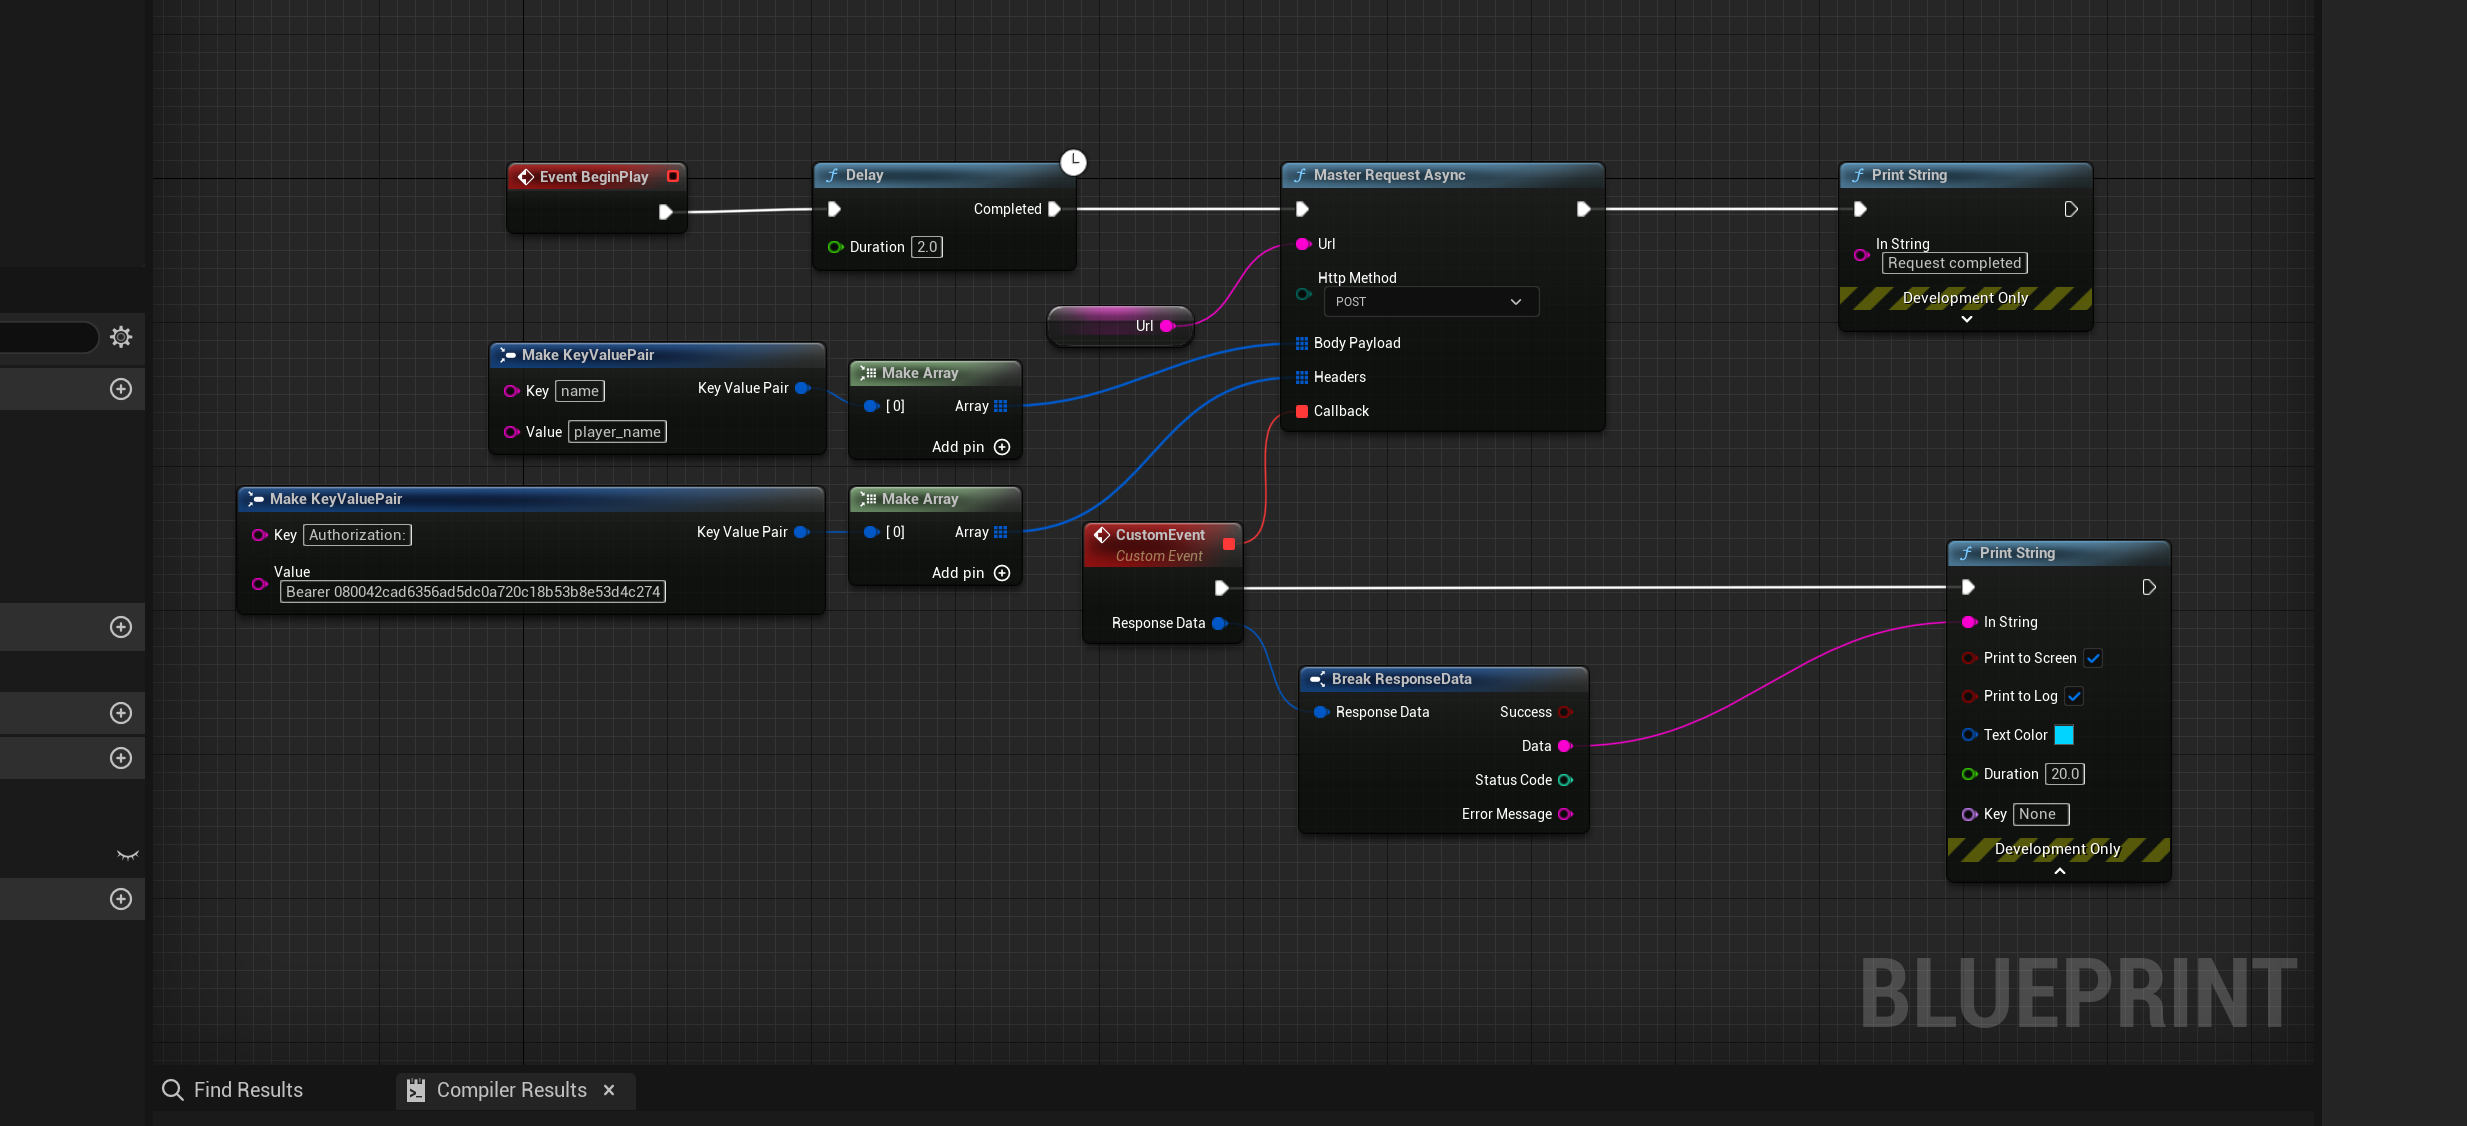 Event BeginPlay
Delay
Completed
Duration 2.0
Master Request Async
Url
Http Method
POST
Body Payload
Headers
Callback
Print String
In String
Request completed
Development Only
Url
Make KeyValuePair
Key name
Key Value Pair
Value player_name
Make Array
[ 0]
Array
Add pin
Make KeyValuePair
Key Authorization:
Key Value Pair
Value
Bearer 080042cad6356ad5dc0a720c18b53b8e53d4c274
Make Array
[ 0]
Array
Add pin
CustomEvent
Custom Event
Response Data
Break ResponseData
Response Data
Success
Data
Status Code
Error Message
Print String
In String
Print to Screen
Print to Log
Text Color
Duration 20.0
Key None
Development Only
BLUEPRINT
Find Results
Compiler Results